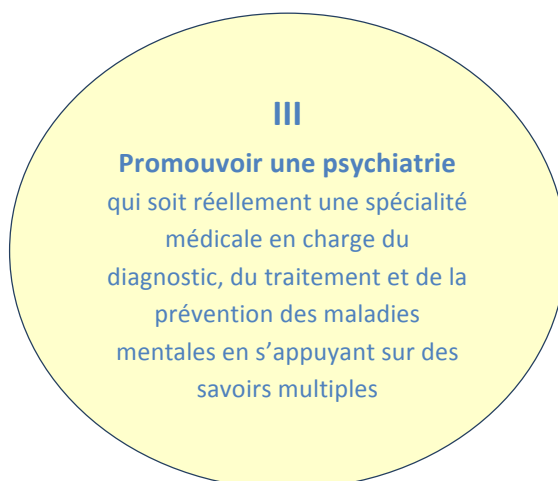 III
Promouvoir une psychiatrie
qui soit réellement une spécialité
médicale en charge du
diagnostic, du traitement et de la
prévention des maladies
mentales en s’appuyant sur des
savoirs multiples